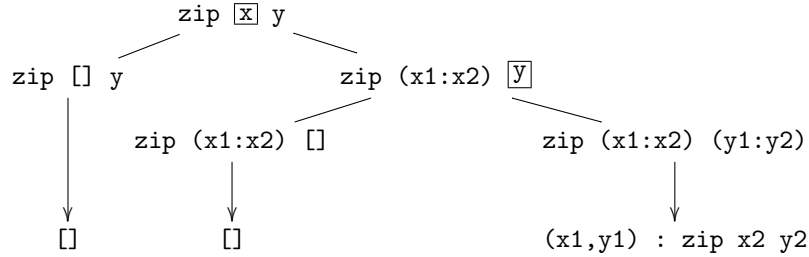 zip x y
zip [] y zip (x1:x2) y
zip (x1:x2) [] zip (x1:x2) (y1:y2)
[] [] (x1,y1) : zip x2 y2